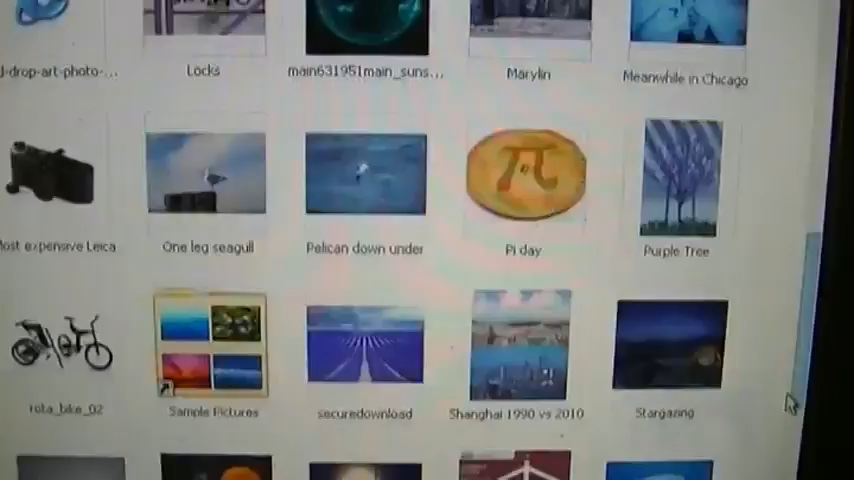 J-drop-art-photo-...
Locks
main631951main_suns...
Marylin
Meanwhile in Chicago
Most expensive Leica
One leg seagull
Pelican down under
Pi day
Purple Tree
rota_bike_02
Sample Pictures
securedownload
Shanghai 1990 vs 2010
Stargazing